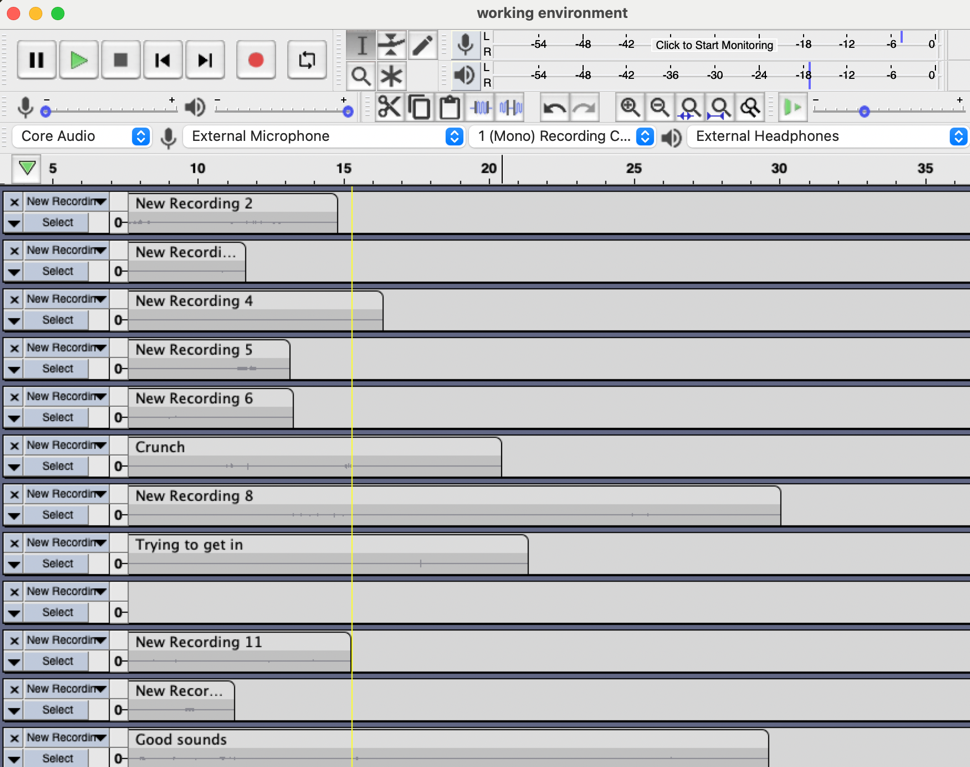 working environment
L
R
-54 -48 -42 Click to Start Monitoring -18 -12 -6 0
L
R
-54 -48 -42 -36 -30 -24 -18 -12 -6 0
- + - + - +
Core Audio External Microphone 1 (Mono) Recording C... External Headphones
5 10 15 20 25 30 35
New Recordin New Recording 2
Select 0
New Recordin New Recordi...
Select 0
New Recordin New Recording 4
Select 0
New Recordin New Recording 5
Select 0
New Recordin New Recording 6
Select 0
New Recordin Crunch
Select 0
New Recordin New Recording 8
Select 0
New Recordin Trying to get in
Select 0
New Recordin
Select 0
New Recordin New Recording 11
Select 0
New Recordin New Recor...
Select 0
New Recordin Good sounds
Select 0